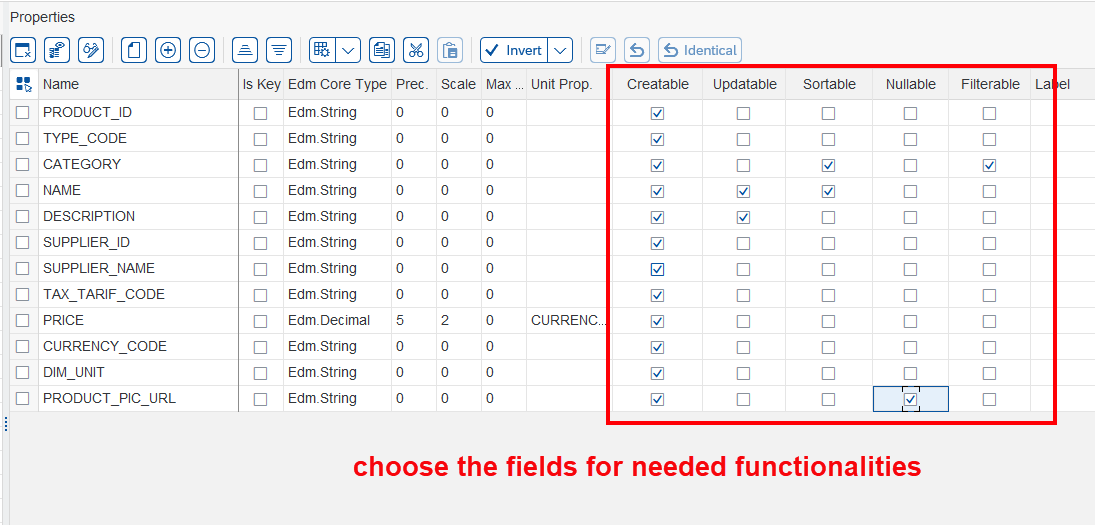 Properties
Invert Identical
Name Is Key Edm Core Type Prec. Scale Max ... Unit Prop. Creatable Updatable Sortable Nullable Filterable Label
PRODUCT_ID Edm.String 0 0 0
TYPE_CODE Edm.String 0 0 0
CATEGORY Edm.String 0 0 0
NAME Edm.String 0 0 0
DESCRIPTION Edm.String 0 0 0
SUPPLIER_ID Edm.String 0 0 0
SUPPLIER_NAME Edm.String 0 0 0
TAX_TARIF_CODE Edm.String 0 0 0
PRICE Edm.Decimal 5 2 0 CURRENC...
CURRENCY_CODE Edm.String 0 0 0
DIM_UNIT Edm.String 0 0 0
PRODUCT_PIC_URL Edm.String 0 0 0
choose the fields for needed functionalities